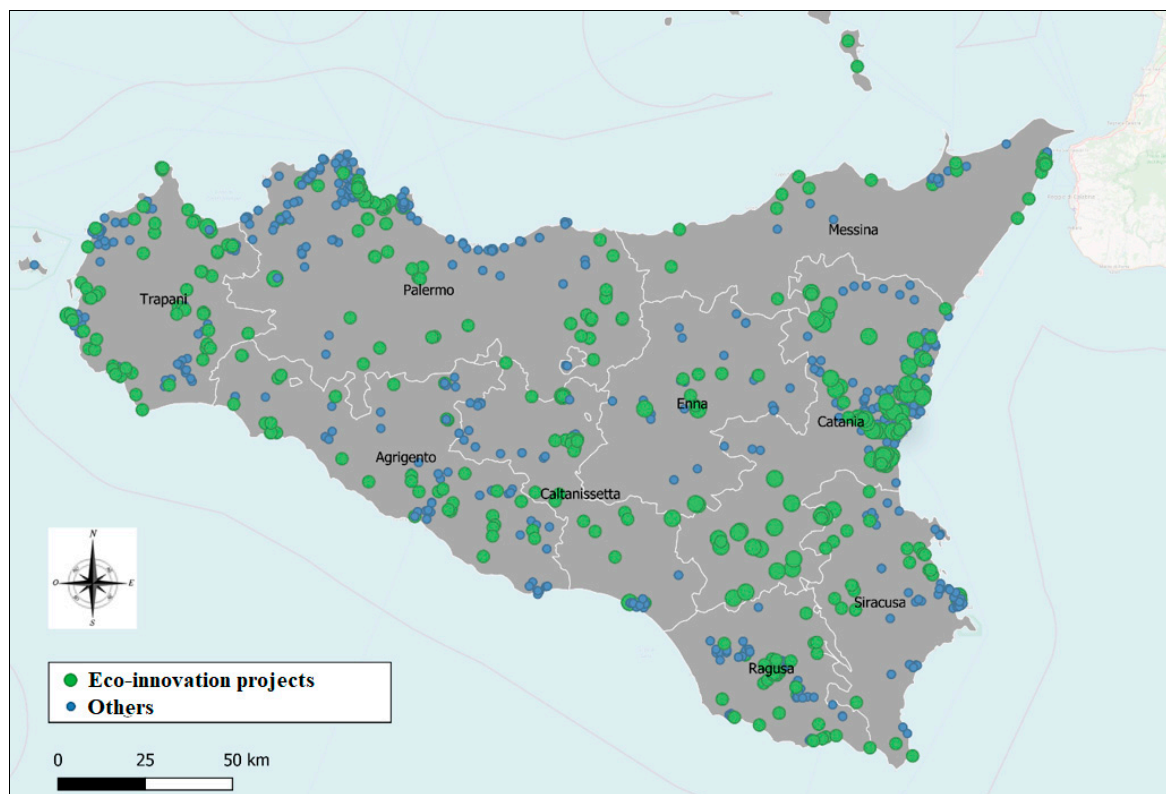 Messina
Palermo
Trapani
Enna
Catania
Agrigento
Caltanissetta
Siracusa
Ragusa
N
O
E
S
Eco-innovation projects
Others
0 25 50 km